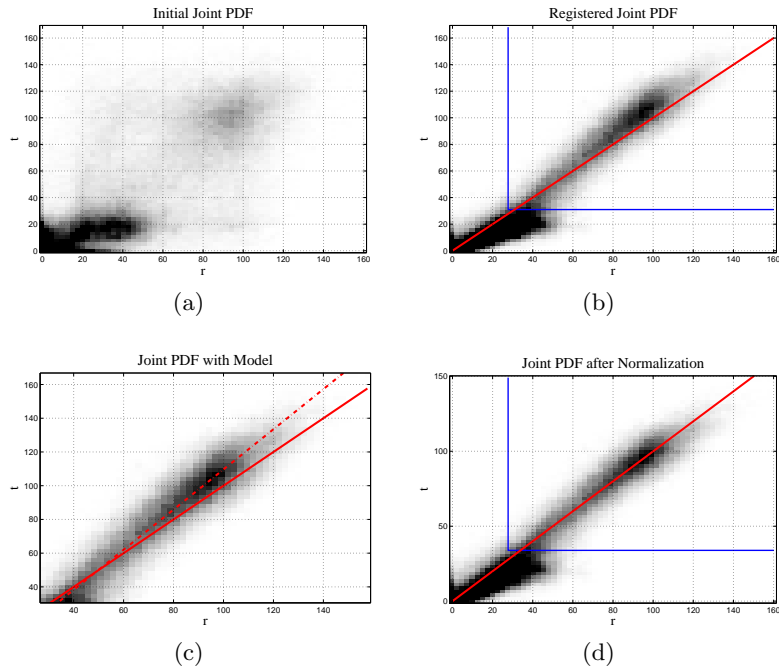 Initial Joint PDF
Registered Joint PDF
160
140
120
100
80
60
40
20
0
t
0 20 40 60 80 100 120 140 160
r
160
140
120
100
80
60
40
20
0
t
0 20 40 60 80 100 120 140 160
r
(a)
(b)
Joint PDF with Model
Joint PDF after Normalization
160
140
120
100
80
60
40
t
40 60 80 100 120 140
r
150
100
50
0
t
0 20 40 60 80 100 120 140 160
r
(c)
(d)